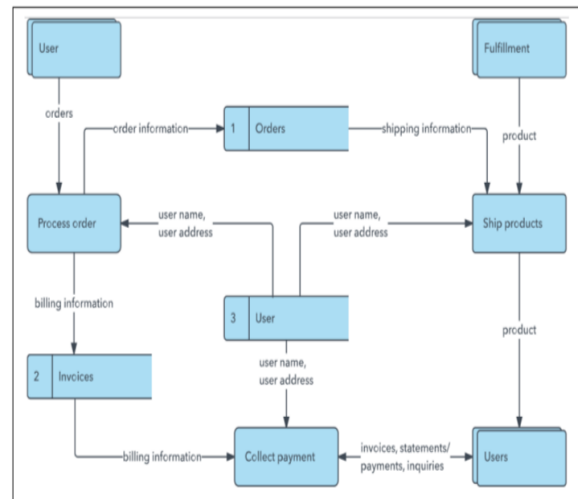 User
Fulfillment
orders
order information
1 Orders
shipping information
product
Process order
user name,
user address
user name,
user address
Ship products
billing information
3 User
product
2 Invoices
user name,
user address
billing information
Collect payment
invoices, statements/
payments, inquiries
Users